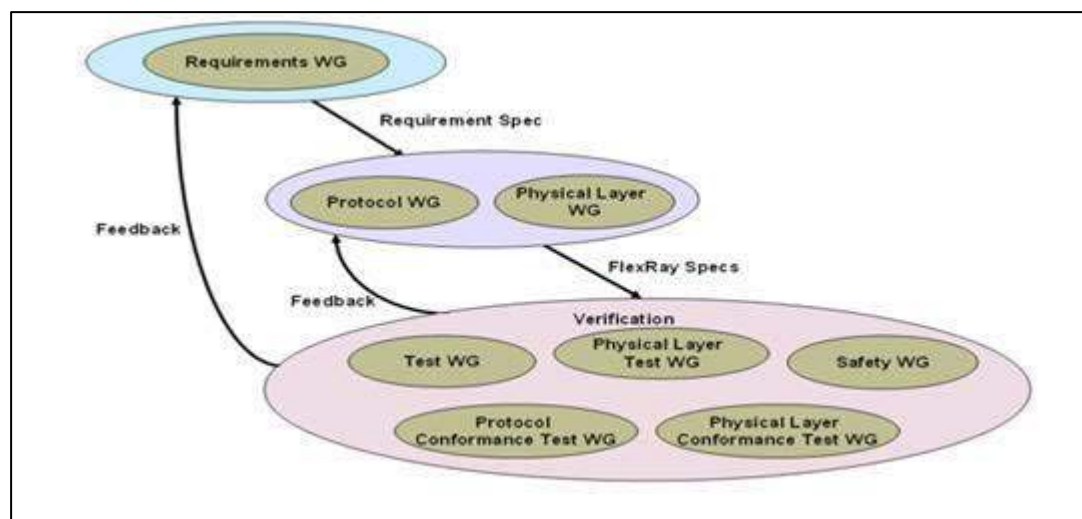 Requirements WG
Requirement Spec
Protocol WG
Physical Layer
WG
Feedback
FlexRay Specs
Feedback
Verification
Test WG
Physical Layer
Test WG
Safety WG
Protocol
Conformance Test WG
Physical Layer
Conformance Test WG